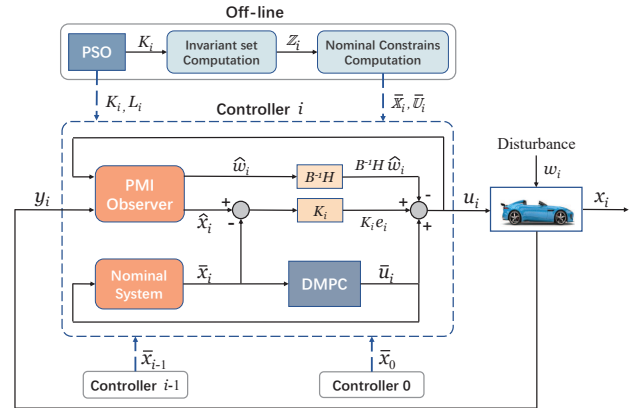 Off-line
PSO
K_i
Invariant set
Computation
ℤ_i
Nominal Constrains
Computation
K_i, L_i
Controller i
𝕏̄_i, 𝕌̄_i
Disturbance
w_i
ŵ_i
B⁻¹H
B⁻¹H ŵ_i
-
y_i
PMI
Observer
x̂_i
+
-
K_i
K_i e_i
+
+
u_i
x_i
Nominal
System
x̄_i
DMPC
ū_i
x̄_{i-1}
x̄_0
Controller i-1
Controller 0